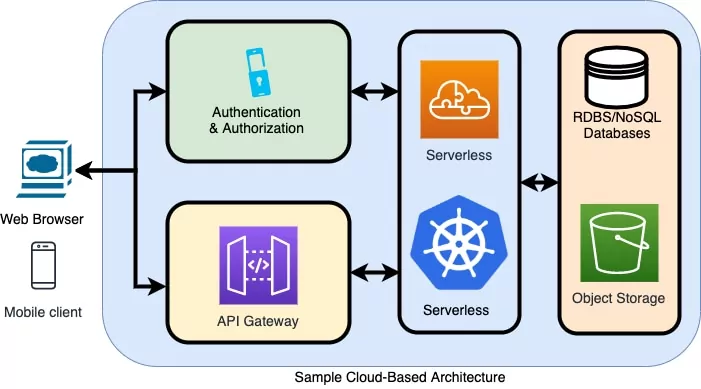 Authentication
& Authorization
Web Browser
Mobile client
</>
API Gateway
Serverless
Serverless
RDBS/NoSQL
Databases
Object Storage
Sample Cloud-Based Architecture